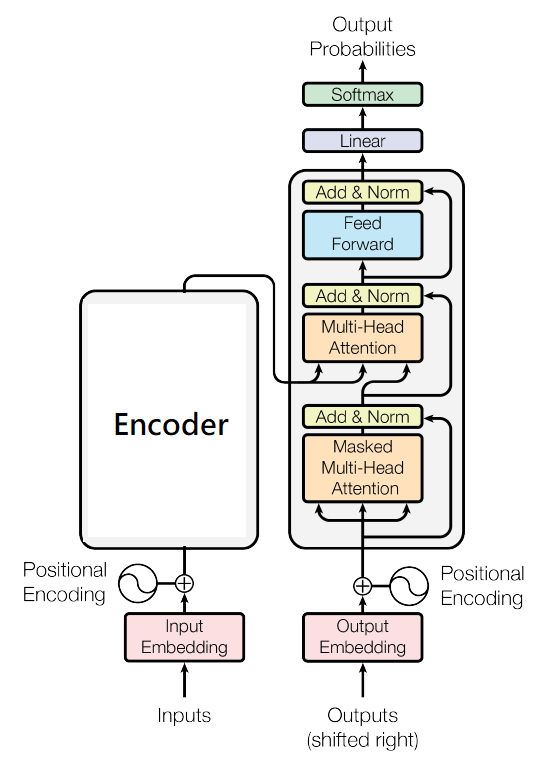 Output
Probabilities
Softmax
Linear
Add & Norm
Feed
Forward
Add & Norm
Multi-Head
Attention
Add & Norm
Masked
Multi-Head
Attention
Encoder
Positional
Encoding
Positional
Encoding
Input
Embedding
Output
Embedding
Inputs
Outputs
(shifted right)